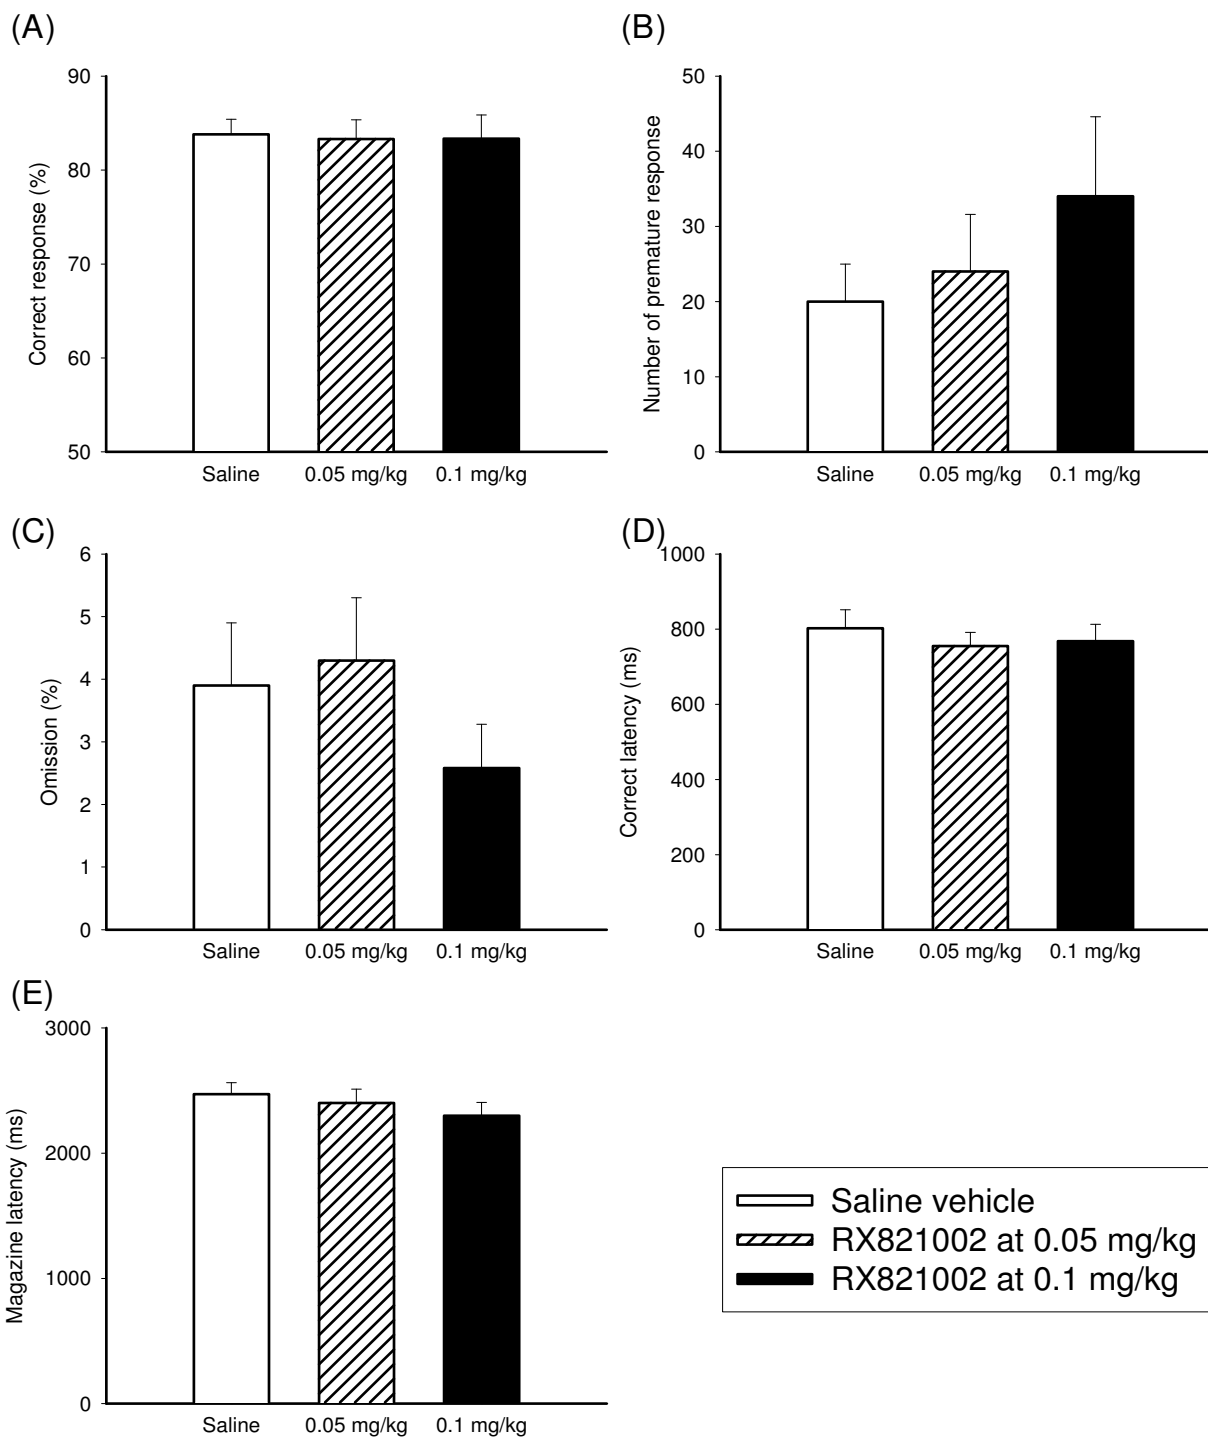 (A)
90
80
70
60
50
Correct response (%)
Saline 0.05 mg/kg 0.1 mg/kg
(B)
50
40
30
20
10
0
Number of premature response
Saline 0.05 mg/kg 0.1 mg/kg
(C)
6
5
4
3
2
1
0
Omission (%)
Saline 0.05 mg/kg 0.1 mg/kg
(D)
1000
800
600
400
200
0
Correct latency (ms)
Saline 0.05 mg/kg 0.1 mg/kg
(E)
3000
2000
1000
0
Magazine latency (ms)
Saline 0.05 mg/kg 0.1 mg/kg
Saline vehicle
RX821002 at 0.05 mg/kg
RX821002 at 0.1 mg/kg